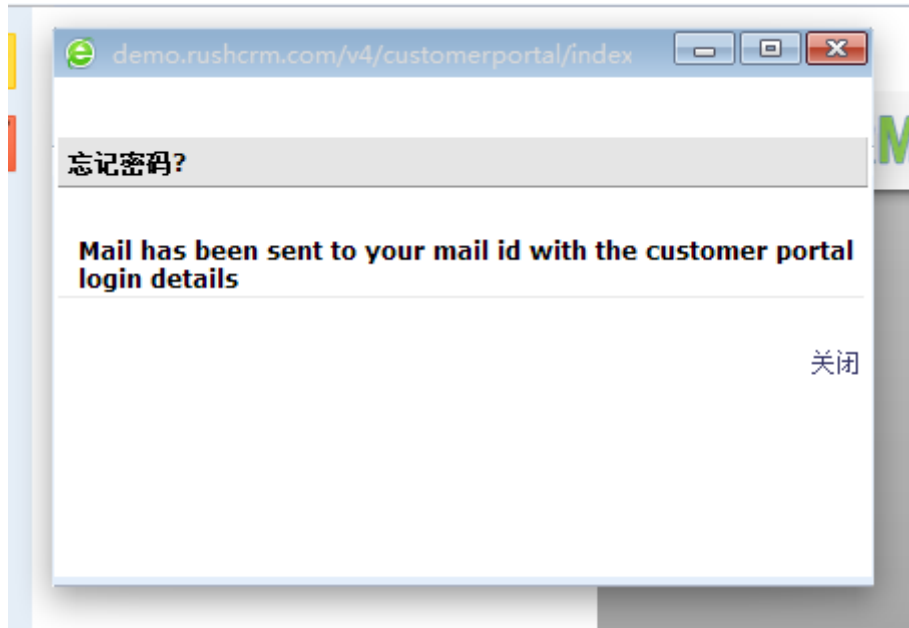 demo.rushcrm.com/v4/customerportal/index
忘记密码?
Mail has been sent to your mail id with the customer portal
login details
关闭